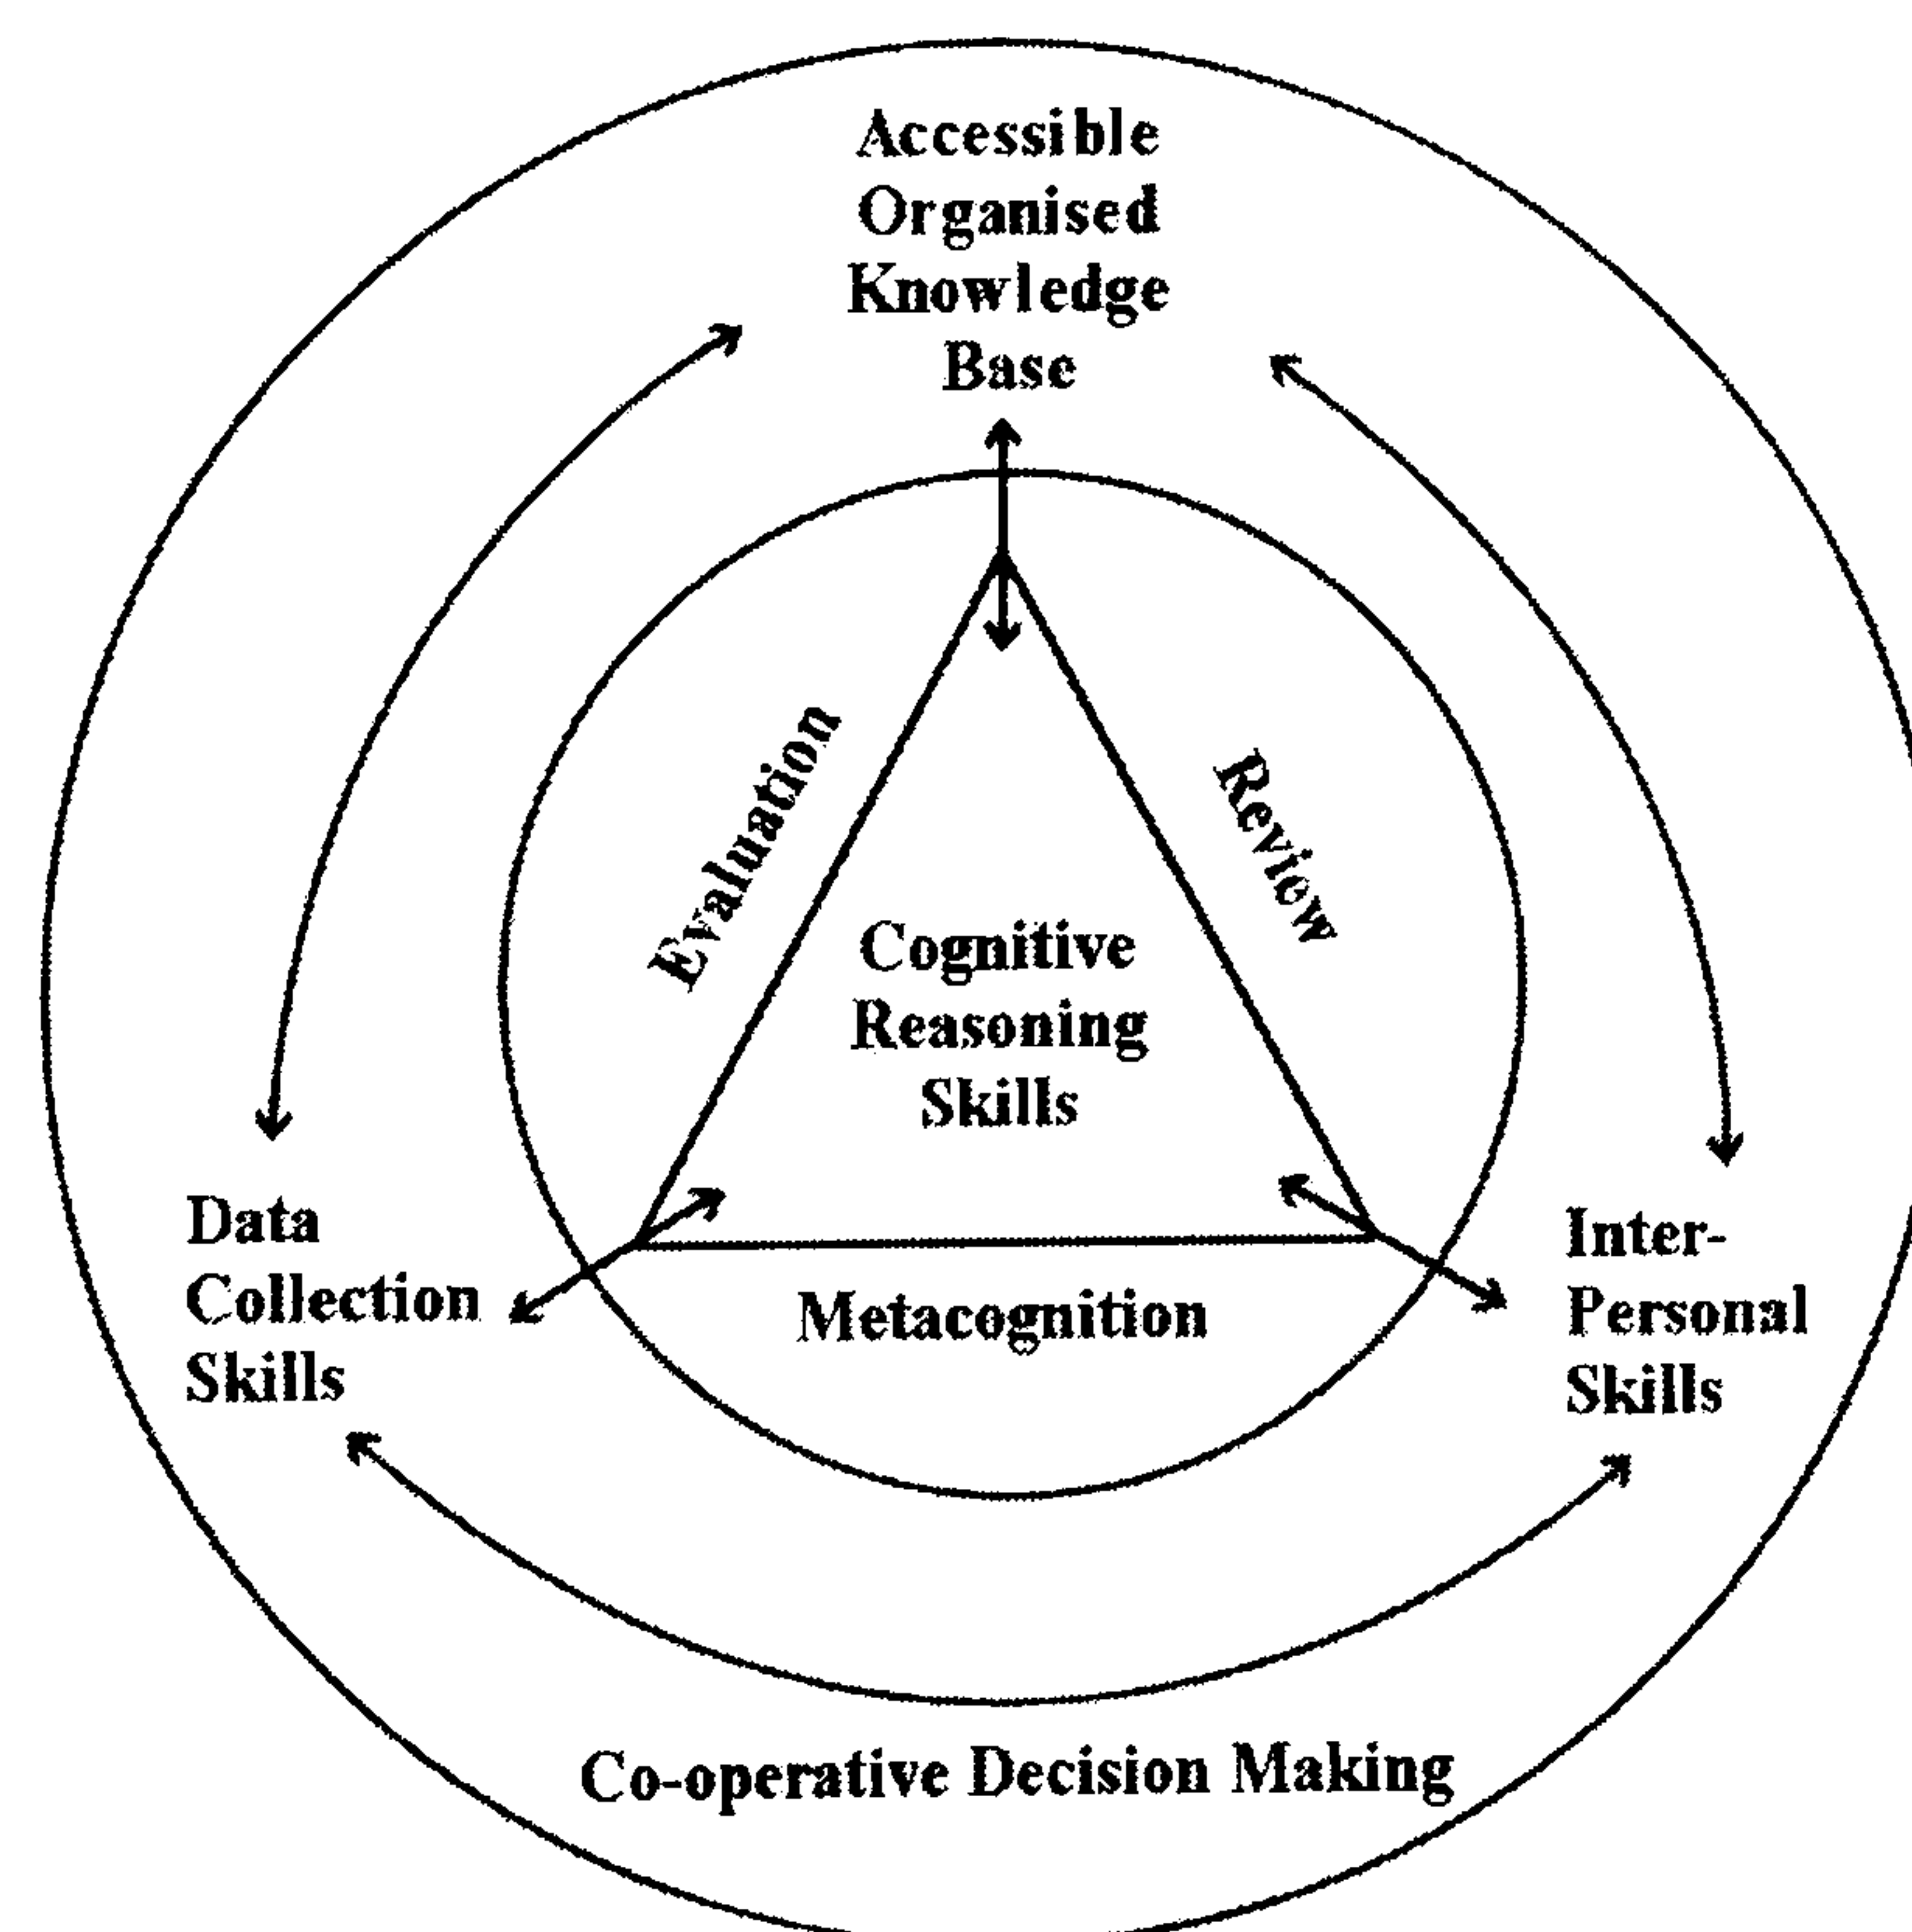 Accessible
Organised
Knowledge
Base
Evaluation
Review
Cognitive
Reasoning
Skills
Data
Collection
Skills
Inter-
Personal
Skills
Metacognition
Co-operative Decision Making